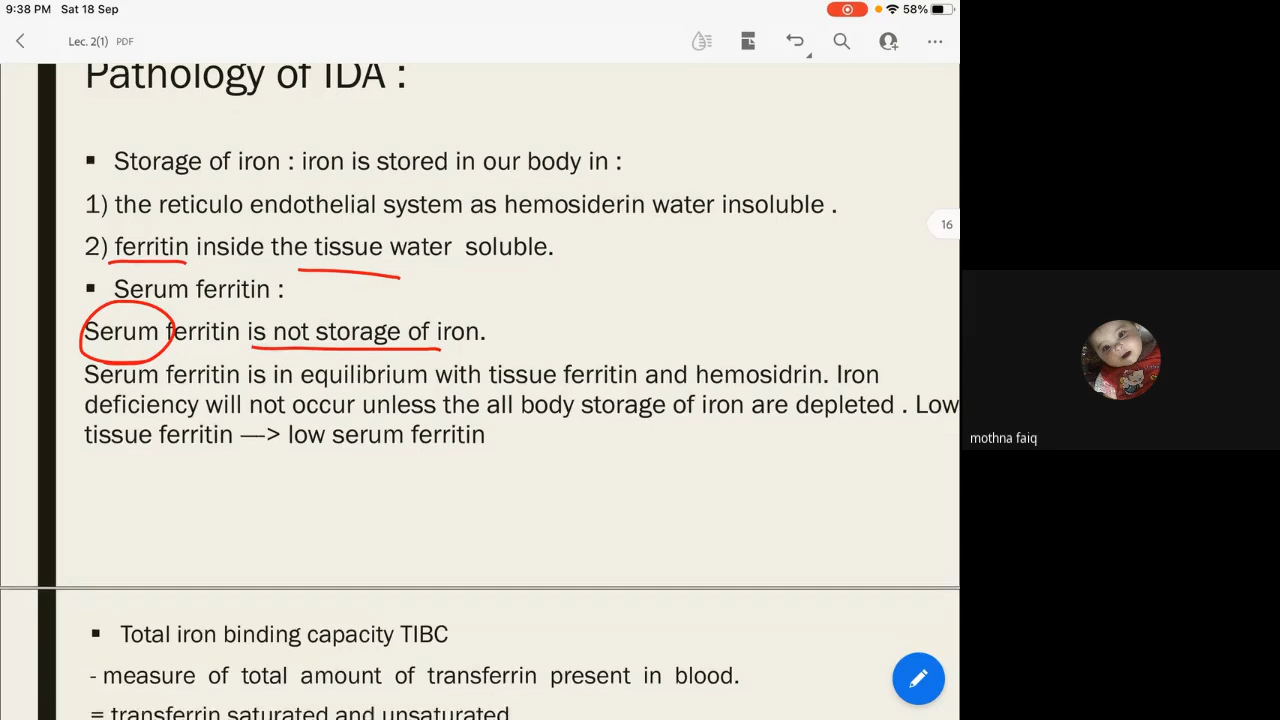 9:38 PM Sat 18 Sep
58%
Lec. 2(1) PDF
Pathology of IDA :
▪ Storage of iron : iron is stored in our body in :
1) the reticulo endothelial system as hemosiderin water insoluble .
16
2) ferritin inside the tissue water soluble.
▪ Serum ferritin :
Serum ferritin is not storage of iron.
Serum ferritin is in equilibrium with tissue ferritin and hemosidrin. Iron
deficiency will not occur unless the all body storage of iron are depleted . Low
tissue ferritin —> low serum ferritin
mothna faiq
▪ Total iron binding capacity TIBC
- measure of total amount of transferrin present in blood.
= transferrin saturated and unsaturated